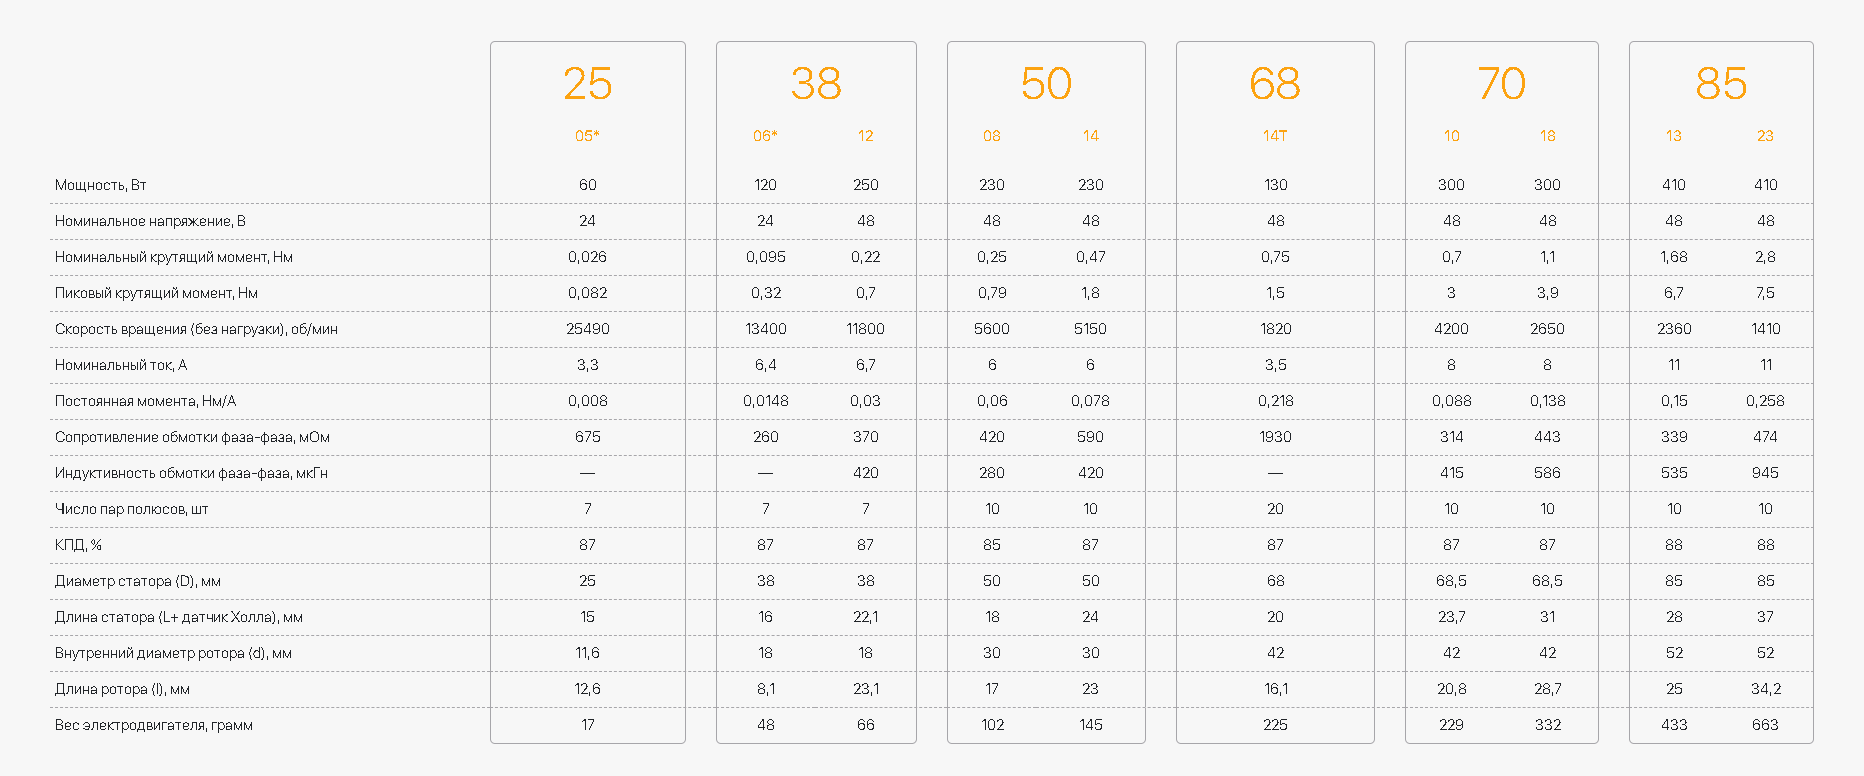 25 38 50 68 70 85
05* 06* 12 08 14 14T 10 18 13 23
Мощность, Вт 60 120 250 230 230 130 300 300 410 410
Номинальное напряжение, В 24 24 48 48 48 48 48 48 48 48
Номинальный крутящий момент, Нм 0,026 0,095 0,22 0,25 0,47 0,75 0,7 1,1 1,68 2,8
Пиковый крутящий момент, Нм 0,082 0,32 0,7 0,79 1,8 1,5 3 3,9 6,7 7,5
Скорость вращения (без нагрузки), об/мин 25490 13400 11800 5600 5150 1820 4200 2650 2360 1410
Номинальный ток, А 3,3 6,4 6,7 6 6 3,5 8 8 11 11
Постоянная момента, Нм/А 0,008 0,0148 0,03 0,06 0,078 0,218 0,088 0,138 0,15 0,258
Сопротивление обмотки фаза-фаза, мОм 675 260 370 420 590 1930 314 443 339 474
Индуктивность обмотки фаза-фаза, мкГн — — 420 280 420 — 415 586 535 945
Число пар полюсов, шт 7 7 7 10 10 20 10 10 10 10
КПД, % 87 87 87 85 87 87 87 87 88 88
Диаметр статора (D), мм 25 38 38 50 50 68 68,5 68,5 85 85
Длина статора (L+ датчик Холла), мм 15 16 22,1 18 24 20 23,7 31 28 37
Внутренний диаметр ротора (d), мм 11,6 18 18 30 30 42 42 42 52 52
Длина ротора (l), мм 12,6 8,1 23,1 17 23 16,1 20,8 28,7 25 34,2
Вес электродвигателя, грамм 17 48 66 102 145 225 229 332 433 663